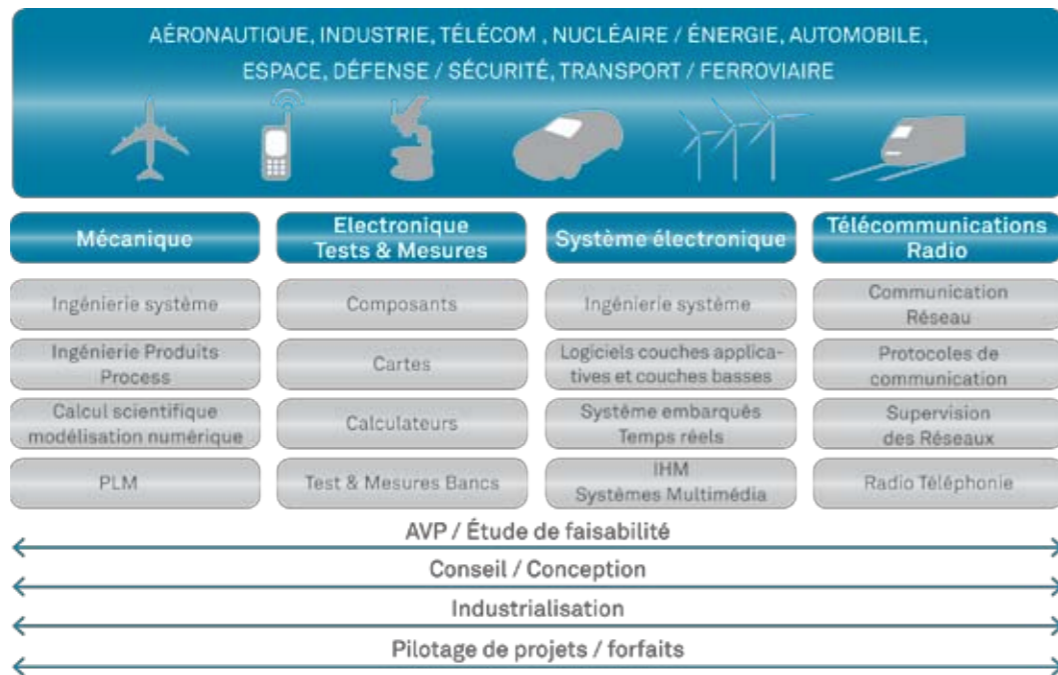 AÉRONAUTIQUE, INDUSTRIE, TÉLÉCOM , NUCLÉAIRE / ÉNERGIE, AUTOMOBILE,
ESPACE, DÉFENSE / SÉCURITÉ, TRANSPORT / FERROVIAIRE
Mécanique
Ingénierie système
Ingénierie Produits
Process
Calcul scientifique
modélisation numérique
PLM
Electronique
Tests & Mesures
Composants
Cartes
Calculateurs
Test & Mesures Bancs
Système électronique
Ingénierie système
Logiciels couches applica-
tives et couches basses
Système embarqués
Temps réels
IHM
Systèmes Multimédia
Télécommunications
Radio
Communication
Réseau
Protocoles de
communication
Supervision
des Réseaux
Radio Téléphonie
AVP / Étude de faisabilité
Conseil / Conception
Industrialisation
Pilotage de projets / forfaits